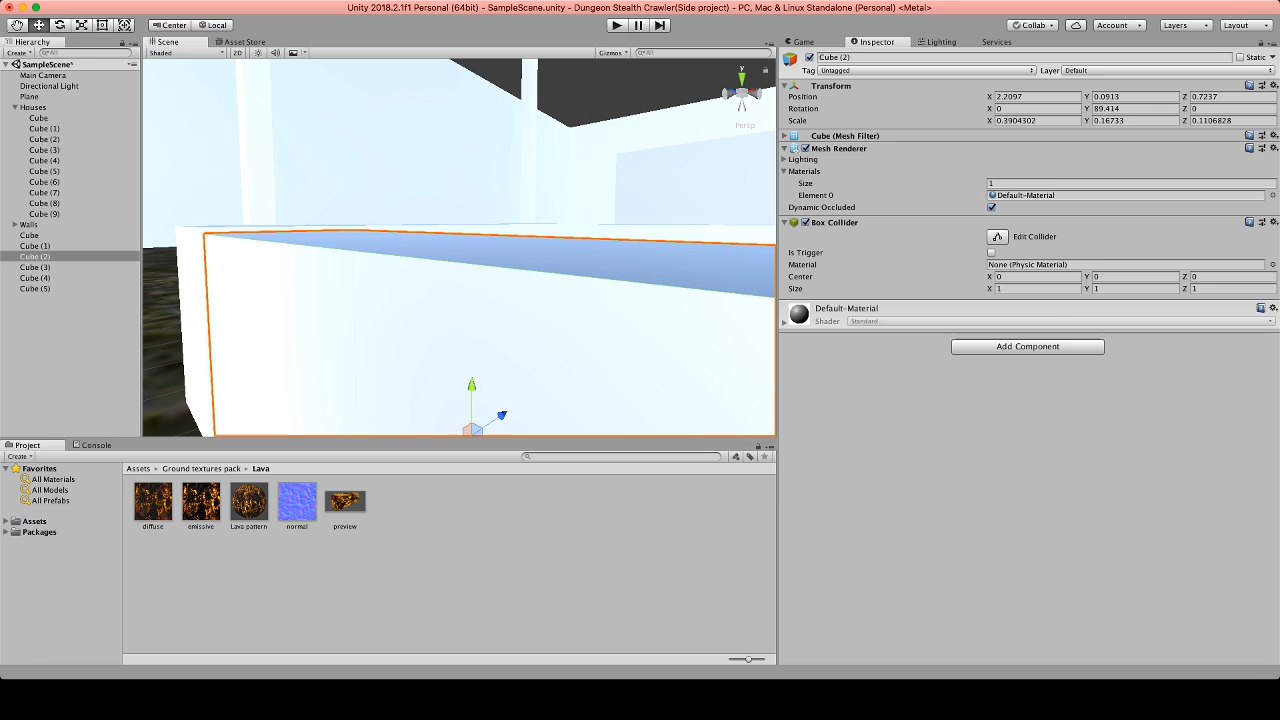 Unity 2018.2.1f1 Personal (64bit) - SampleScene.unity - Dungeon Stealth Crawler(Side project) - PC, Mac & Linux Standalone (Personal) <Metal>
Center Local Collab Account Layers Layout
Hierarchy
Create All
SampleScene*
Main Camera
Directional Light
Plane
Houses
Cube
Cube (1)
Cube (2)
Cube (3)
Cube (4)
Cube (5)
Cube (6)
Cube (7)
Cube (8)
Cube (9)
Walls
Cube
Cube (1)
Cube (2)
Cube (3)
Cube (4)
Cube (5)
Scene Asset Store
Shaded 2D Gizmos All
y
Persp
Game Inspector Lighting Services
Cube (2) Static
Tag Untagged Layer Default
Transform
Position X 2.2097 Y 0.0913 Z 0.7237
Rotation X 0 Y 89.414 Z 0
Scale X 0.3904302 Y 0.16733 Z 0.1106828
Cube (Mesh Filter)
Mesh Renderer
Lighting
Materials
Size 1
Element 0 Default-Material
Dynamic Occluded
Box Collider
Edit Collider
Is Trigger
Material None (Physic Material)
Center X 0 Y 0 Z 0
Size X 1 Y 1 Z 1
Default-Material
Shader Standard
Add Component
Project Console
Create
Favorites
All Materials
All Models
All Prefabs
Assets
Packages
Assets Ground textures pack Lava
diffuse emissive Lava pattern normal preview